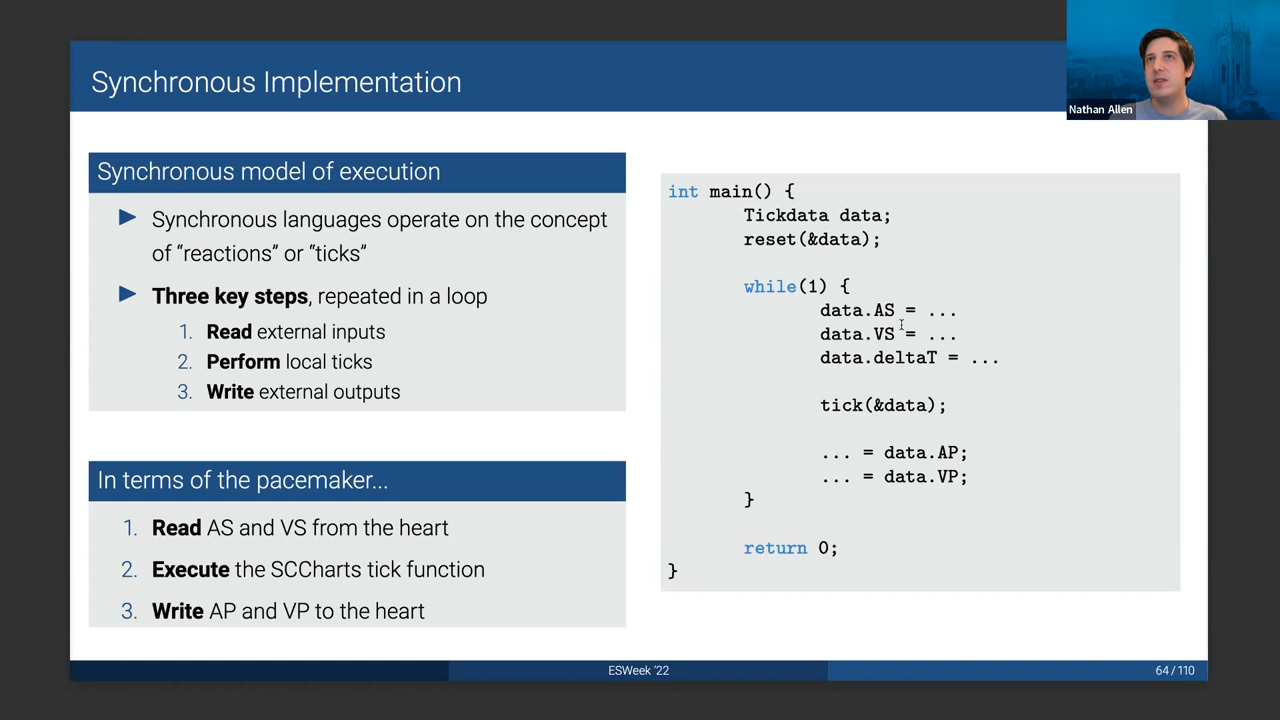 Synchronous Implementation
Nathan Allen
Synchronous model of execution
Synchronous languages operate on the concept
of “reactions” or “ticks”
Three key steps, repeated in a loop
1. Read external inputs
2. Perform local ticks
3. Write external outputs
In terms of the pacemaker...
1. Read AS and VS from the heart
2. Execute the SCCharts tick function
3. Write AP and VP to the heart
int main() {
Tickdata data;
reset(&data);
while(1) {
data.AS = ...
data.VS = ...
data.deltaT = ...
tick(&data);
... = data.AP;
... = data.VP;
}
return 0;
}
ESWeek '22
64 / 110